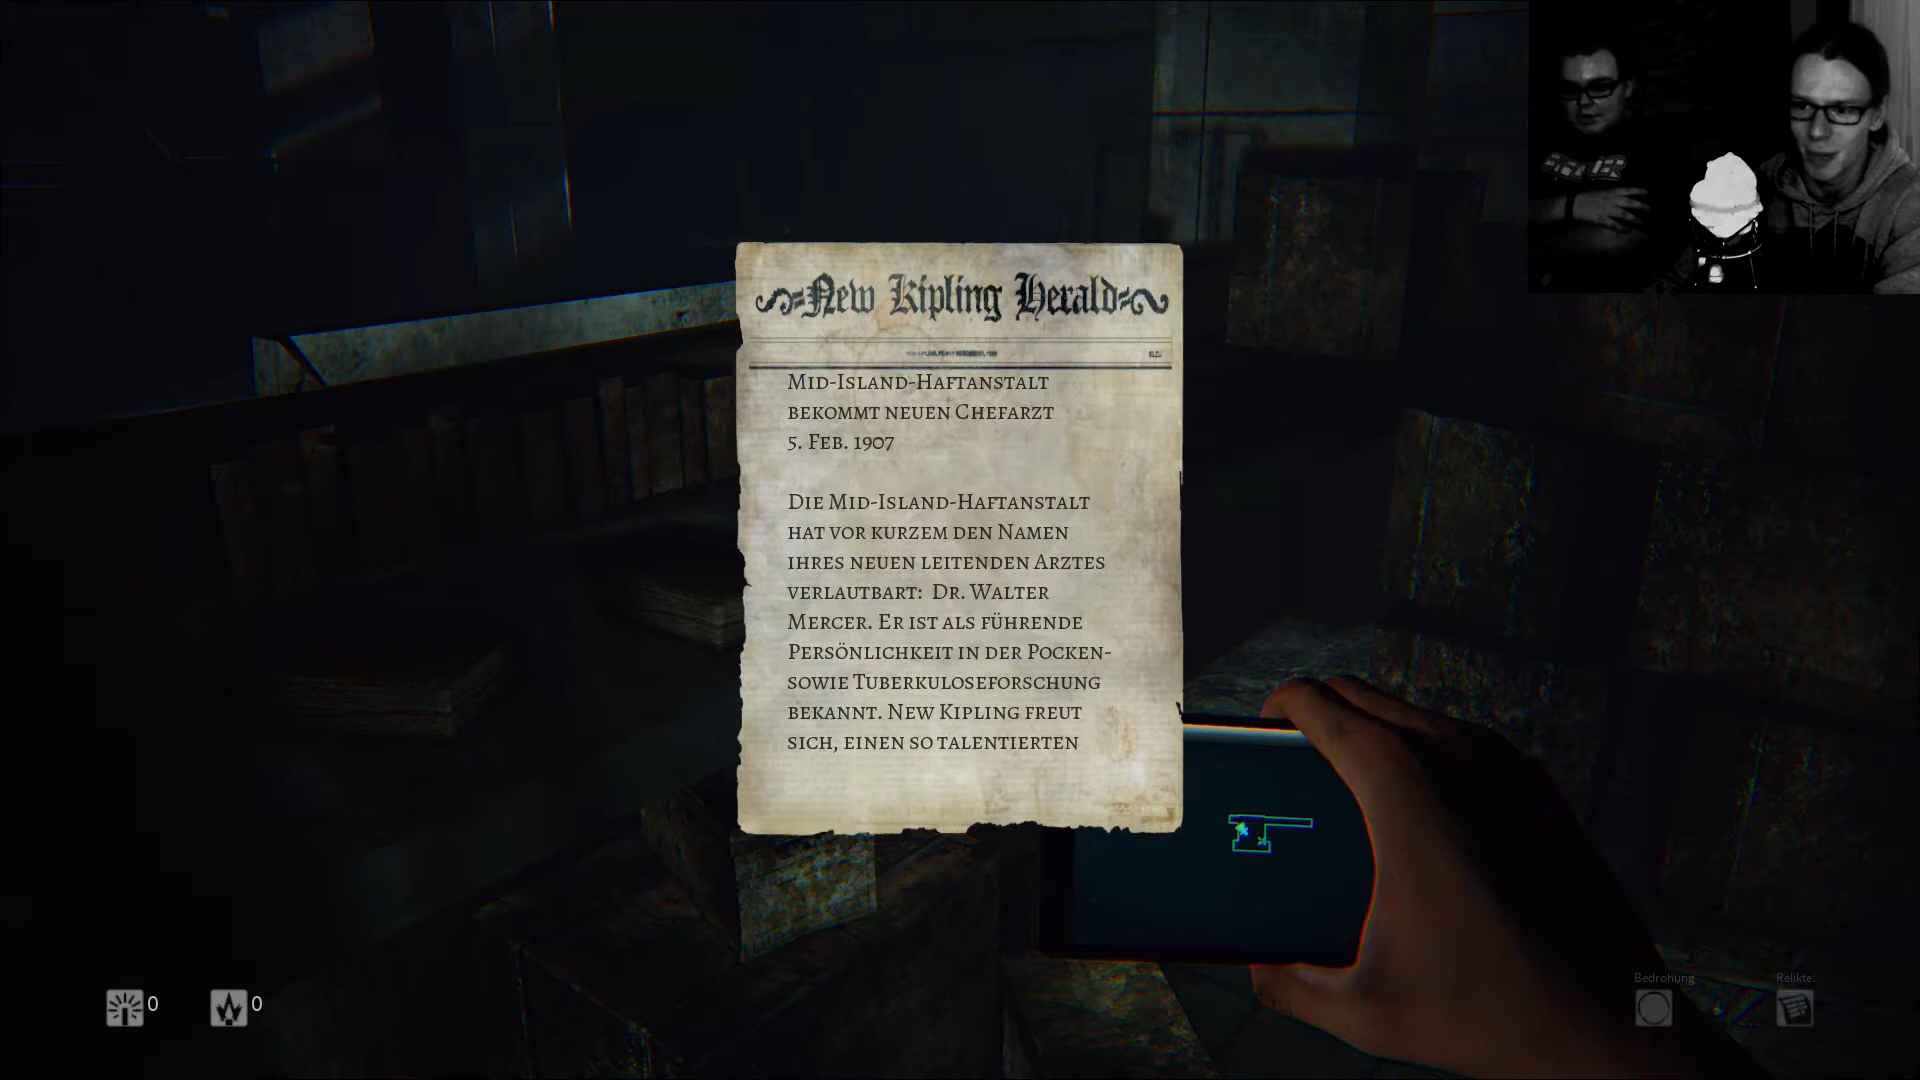 New Kipling Herald
Mid-Island-Haftanstalt
bekommt neuen Chefarzt
5. Feb. 1907
Die Mid-Island-Haftanstalt
hat vor kurzem den Namen
ihres neuen leitenden Arztes
verlautbart: Dr. Walter
Mercer. Er ist als führende
Persönlichkeit in der Pocken-
sowie Tuberkuloseforschung
bekannt. New Kipling freut
sich, einen so talentierten
0
0
Bedrohung
Relikte: